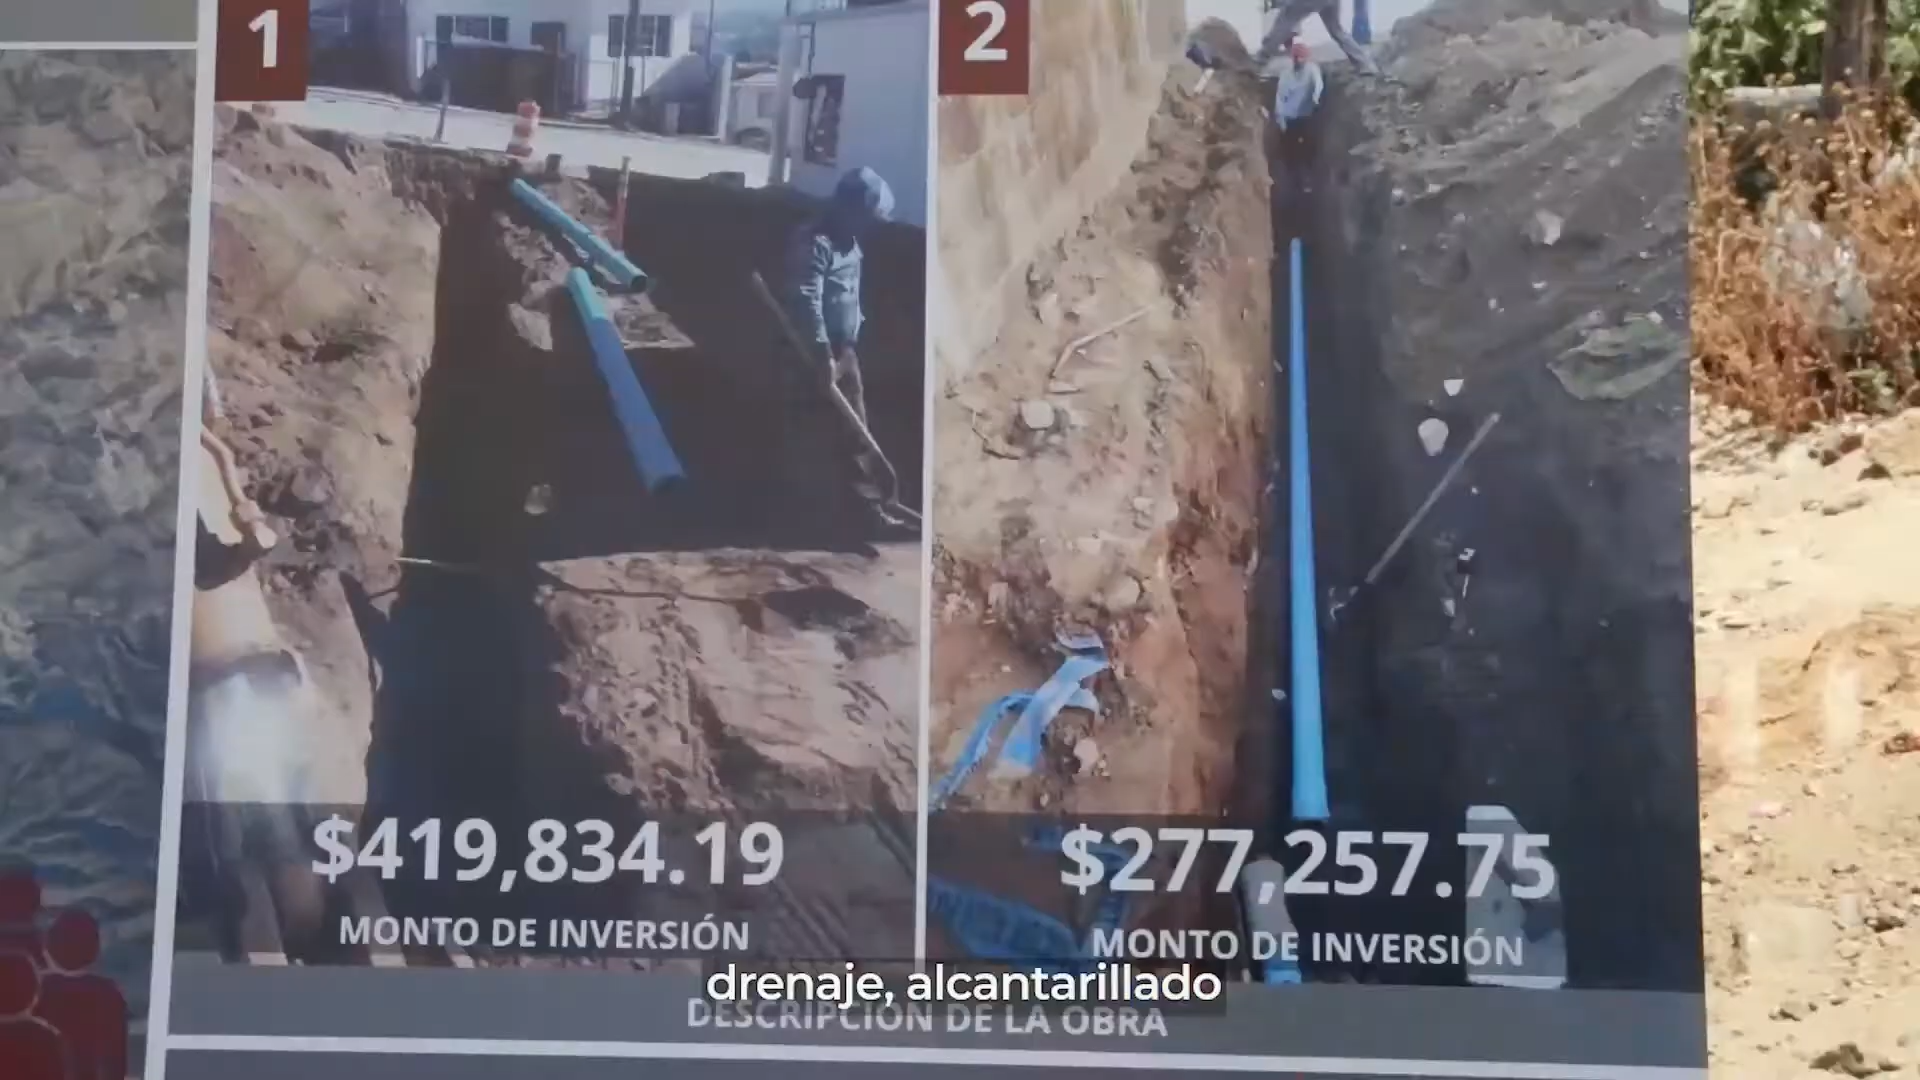 1
2
$419,834.19
MONTO DE INVERSIÓN
$277,257.75
MONTO DE INVERSIÓN
drenaje, alcantarillado
DESCRIPCIÓN DE LA OBRA